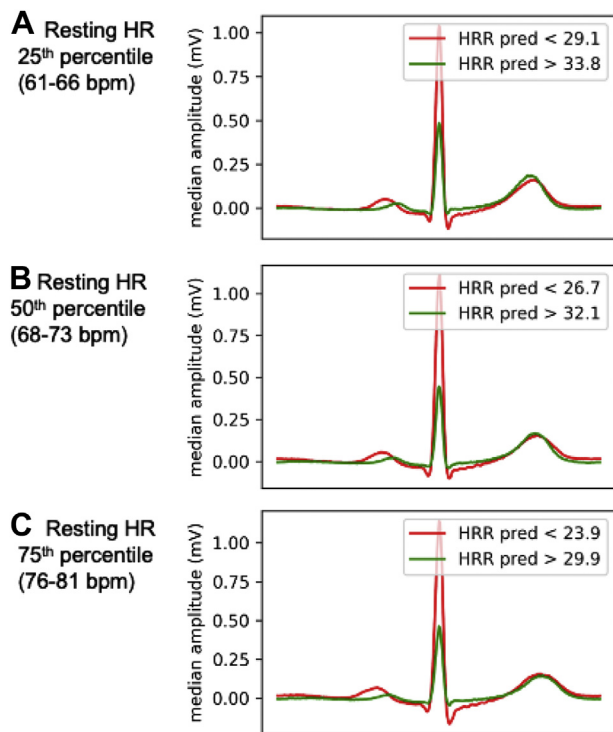 A Resting HR
25th percentile
(61-66 bpm)
median amplitude (mV)
1.00
0.75
0.50
0.25
0.00
HRR pred < 29.1
HRR pred > 33.8
B Resting HR
50th percentile
(68-73 bpm)
median amplitude (mV)
1.00
0.75
0.50
0.25
0.00
HRR pred < 26.7
HRR pred > 32.1
C Resting HR
75th percentile
(76-81 bpm)
median amplitude (mV)
1.00
0.75
0.50
0.25
0.00
HRR pred < 23.9
HRR pred > 29.9